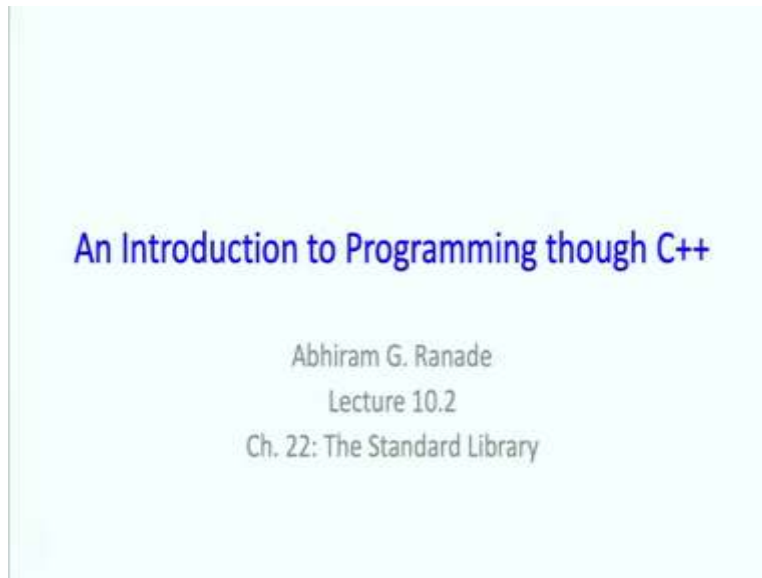 An Introduction to Programming though C++
Abhiram G. Ranade
Lecture 10.2
Ch. 22: The Standard Library